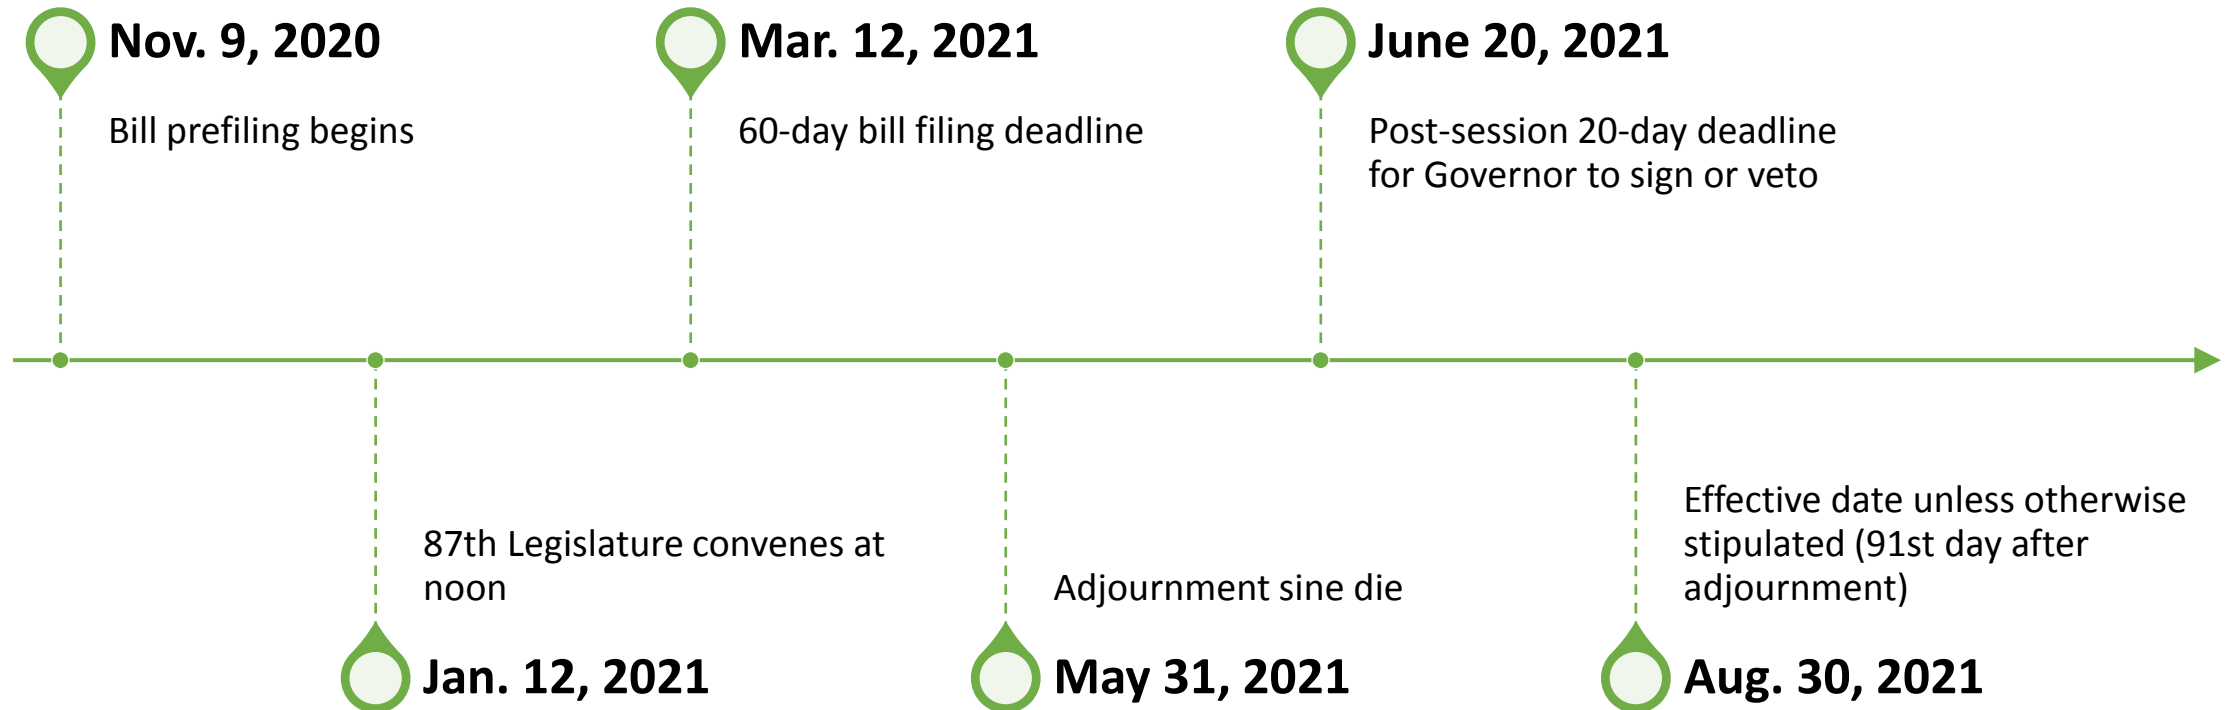 Nov. 9, 2020
Bill prefiling begins
Mar. 12, 2021
60-day bill filing deadline
June 20, 2021
Post-session 20-day deadline
for Governor to sign or veto
87th Legislature convenes at
noon
Jan. 12, 2021
Adjournment sine die
May 31, 2021
Effective date unless otherwise
stipulated (91st day after
adjournment)
Aug. 30, 2021